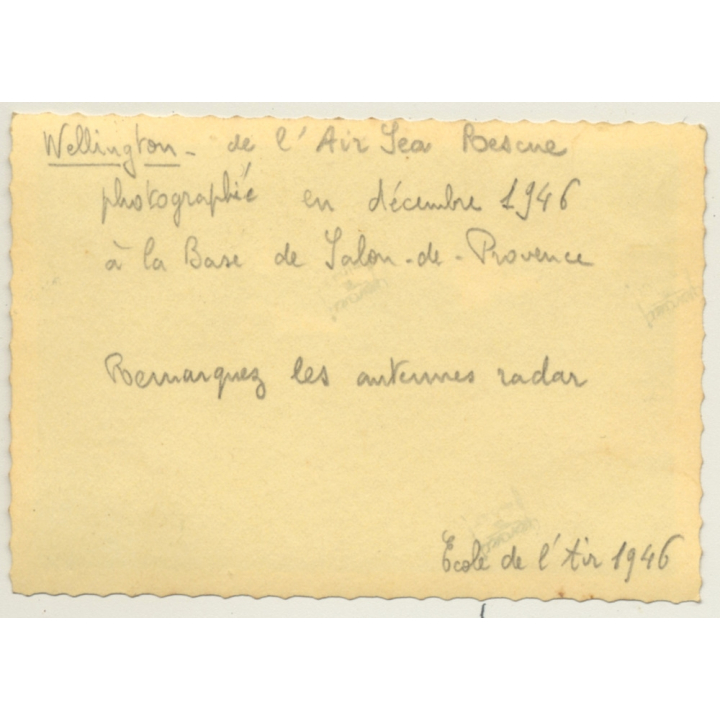 Wellington - de l'Air Sea Rescue
photographié en décembre 1946
à la Base de Salon-de-Provence
Remarquez les antennes radar
Ecole de l'Air 1946